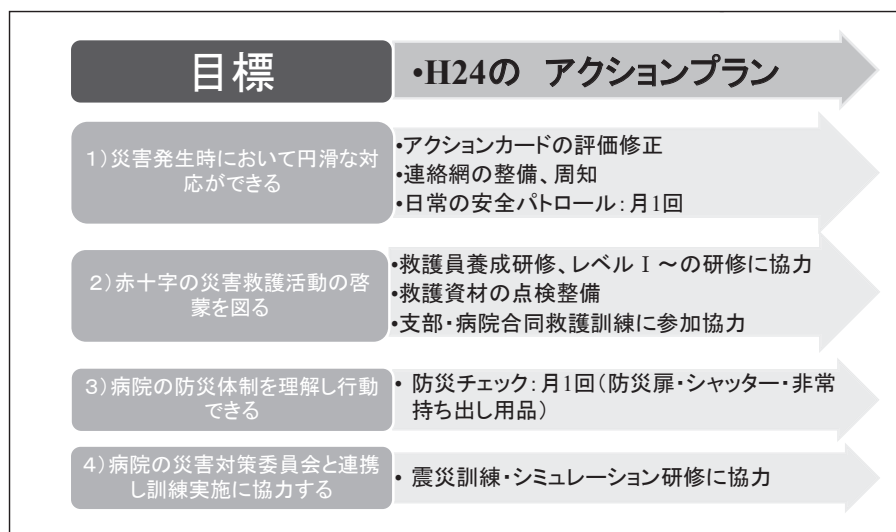 目標
•H24の アクションプラン
1)災害発生時において円滑な対
応ができる
•アクションカードの評価修正
•連絡網の整備、周知
•日常の安全パトロール：月1回
2)赤十字の災害救護活動の啓
蒙を図る
•救護員養成研修、レベルⅠ～の研修に協力
•救護資材の点検整備
•支部・病院合同救護訓練に参加協力
3)病院の防災体制を理解し行動
できる
• 防災チェック：月1回(防災扉・シャッター・非常
持ち出し用品)
4)病院の災害対策委員会と連携
し訓練実施に協力する
• 震災訓練・シミュレーション研修に協力